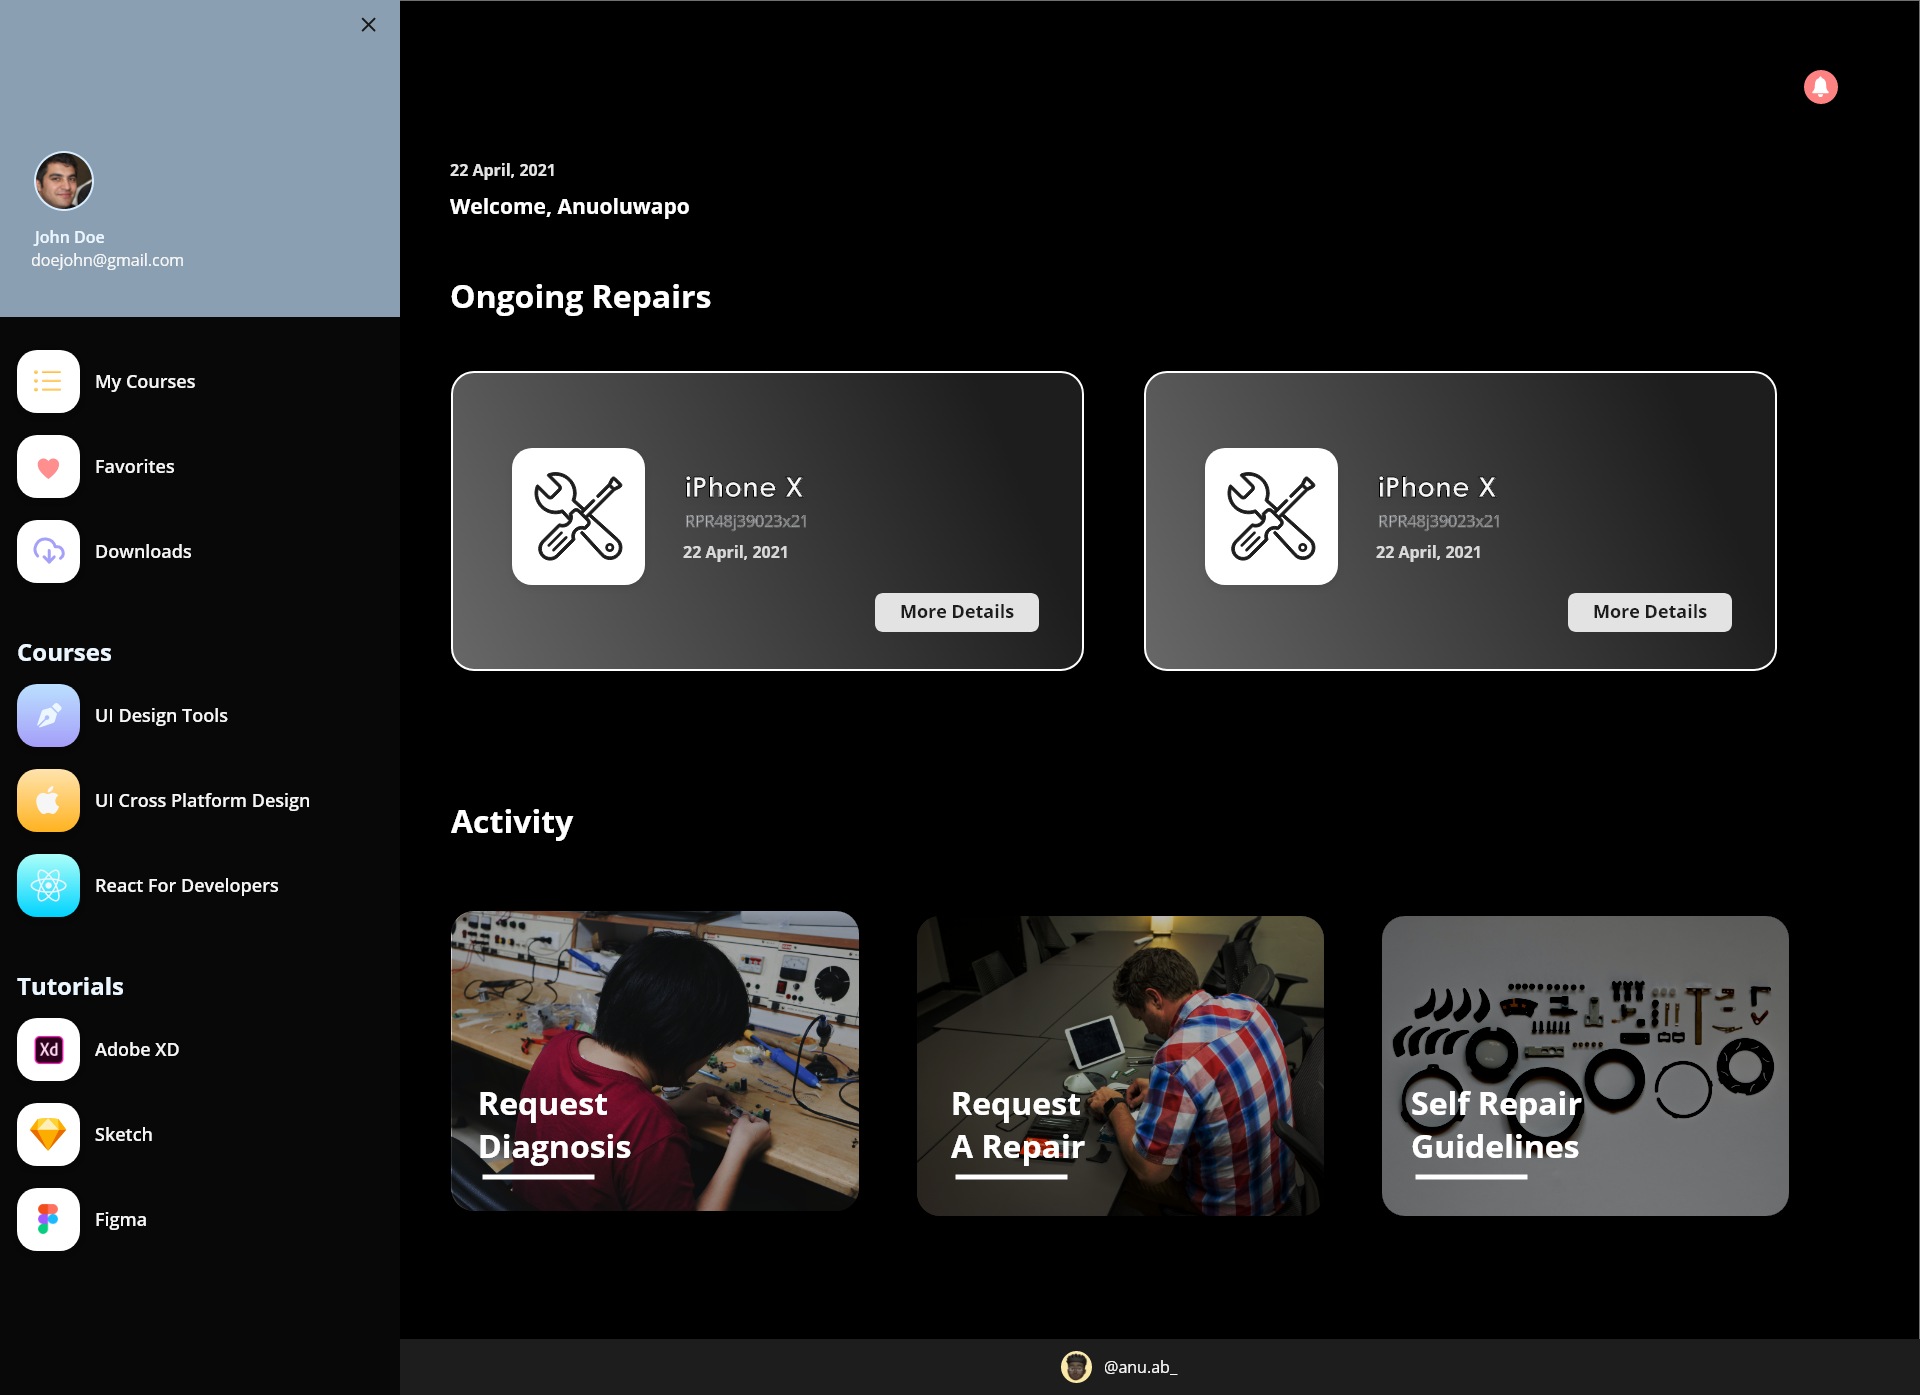 John Doe
doejohn@gmail.com
My Courses
Favorites
Downloads
Courses
UI Design Tools
UI Cross Platform Design
React For Developers
Tutorials
Xd
Adobe XD
Sketch
Figma
22 April, 2021
Welcome, Anuoluwapo
Ongoing Repairs
iPhone X
RPR48j39023x21
22 April, 2021
More Details
iPhone X
RPR48j39023x21
22 April, 2021
More Details
Activity
Request
Diagnosis
Request
A Repair
Self Repair
Guidelines
@anu.ab_